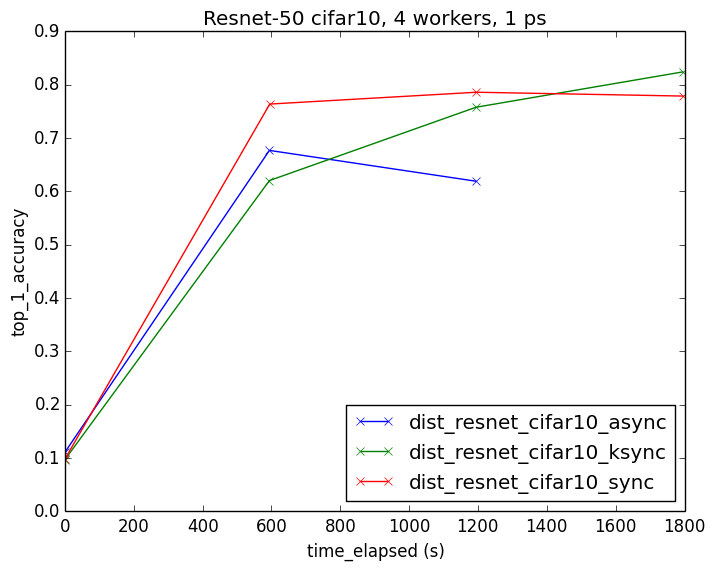 Resnet-50 cifar10, 4 workers, 1 ps
0.9
0.8
0.7
0.6
0.5
0.4
0.3
0.2
0.1
0.0
top_1_accuracy
0 200 400 600 800 1000 1200 1400 1600 1800
time_elapsed (s)
dist_resnet_cifar10_async
dist_resnet_cifar10_ksync
dist_resnet_cifar10_sync